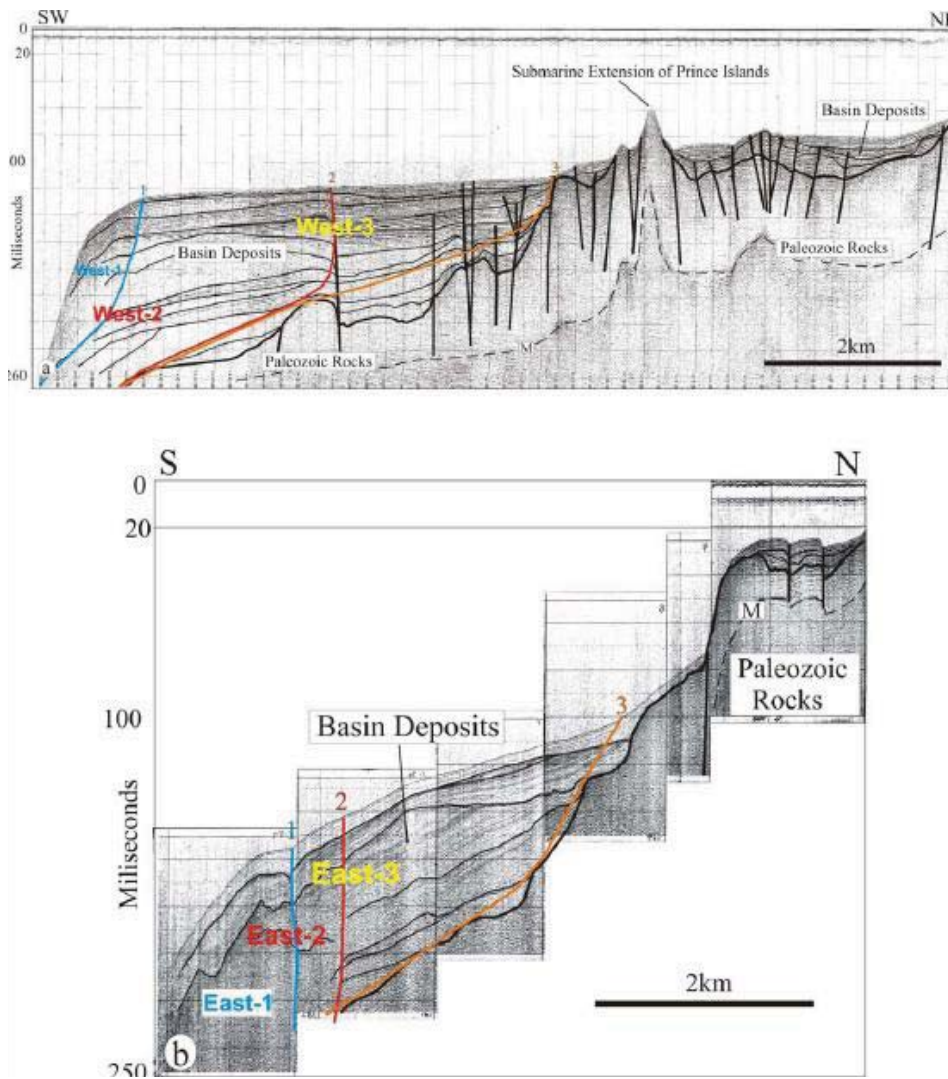 SW
NE
0
20
Submarine Extension of Prince Islands
Basin Deposits
00
1
2
3
West-3
Miliseconds
Basin Deposits
West-1
West-2
Paleozoic Rocks
Paleozoic Rocks
M
2km
a
260
S
N
0
20
M
Paleozoic
Rocks
100
3
Basin Deposits
2
1
Miliseconds
East-3
East-2
East-1
2km
b
250